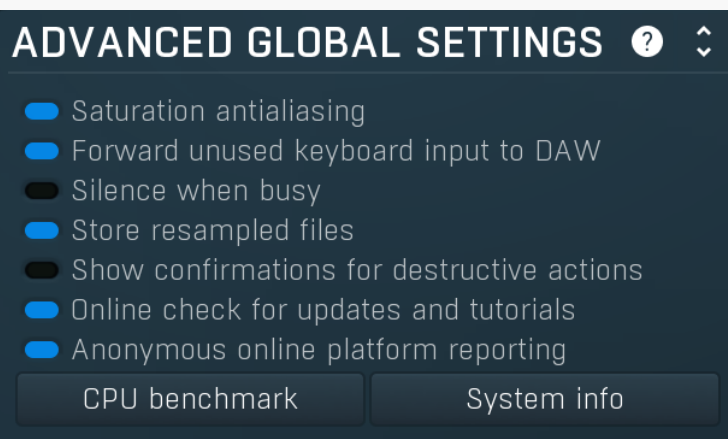 ADVANCED GLOBAL SETTINGS ?
Saturation antialiasing
Forward unused keyboard input to DAW
Silence when busy
Store resampled files
Show confirmations for destructive actions
Online check for updates and tutorials
Anonymous online platform reporting
CPU benchmark System info